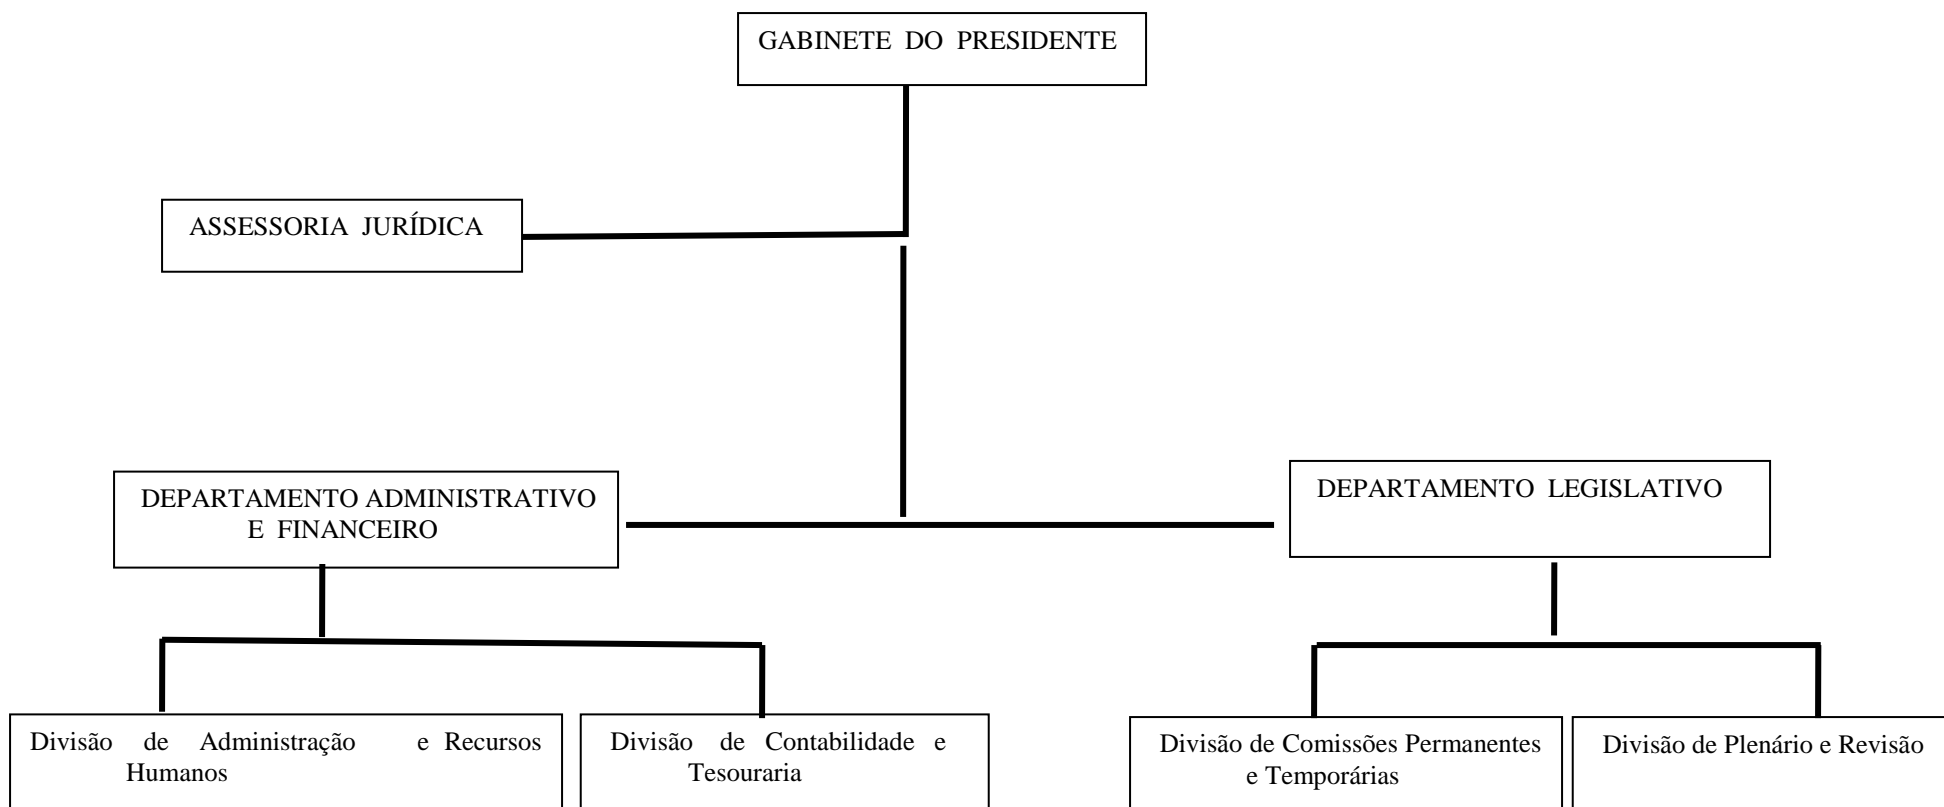 GABINETE DO PRESIDENTE
ASSESSORIA JURÍDICA
DEPARTAMENTO ADMINISTRATIVO
E FINANCEIRO
DEPARTAMENTO LEGISLATIVO
Divisão de Administração e Recursos
Humanos
Divisão de Contabilidade e
Tesouraria
Divisão de Comissões Permanentes
e Temporárias
Divisão de Plenário e Revisão